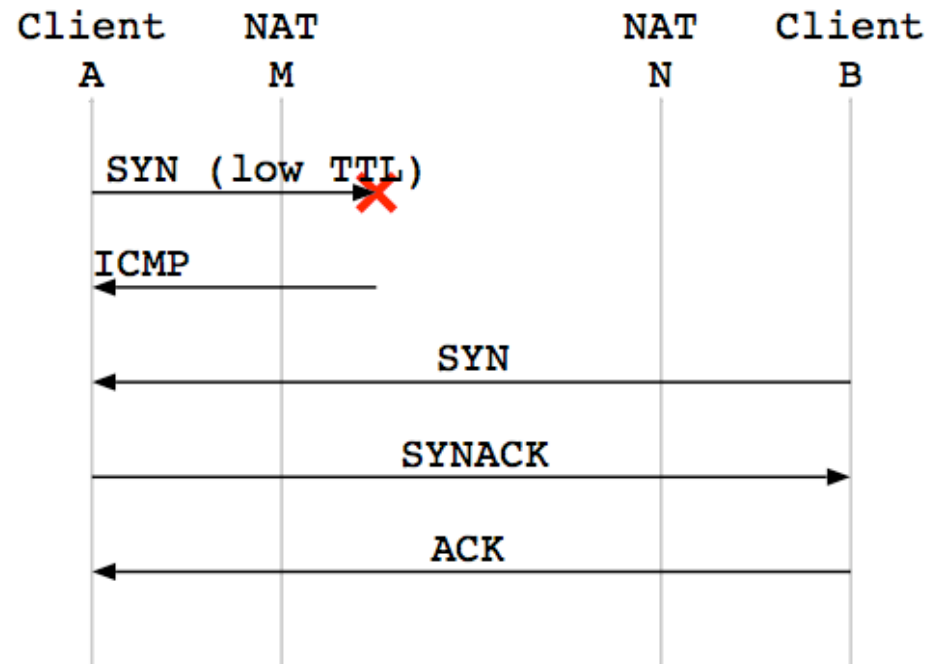 Client NAT NAT Client
A M N B
SYN (low TTL)
ICMP
SYN
SYNACK
ACK